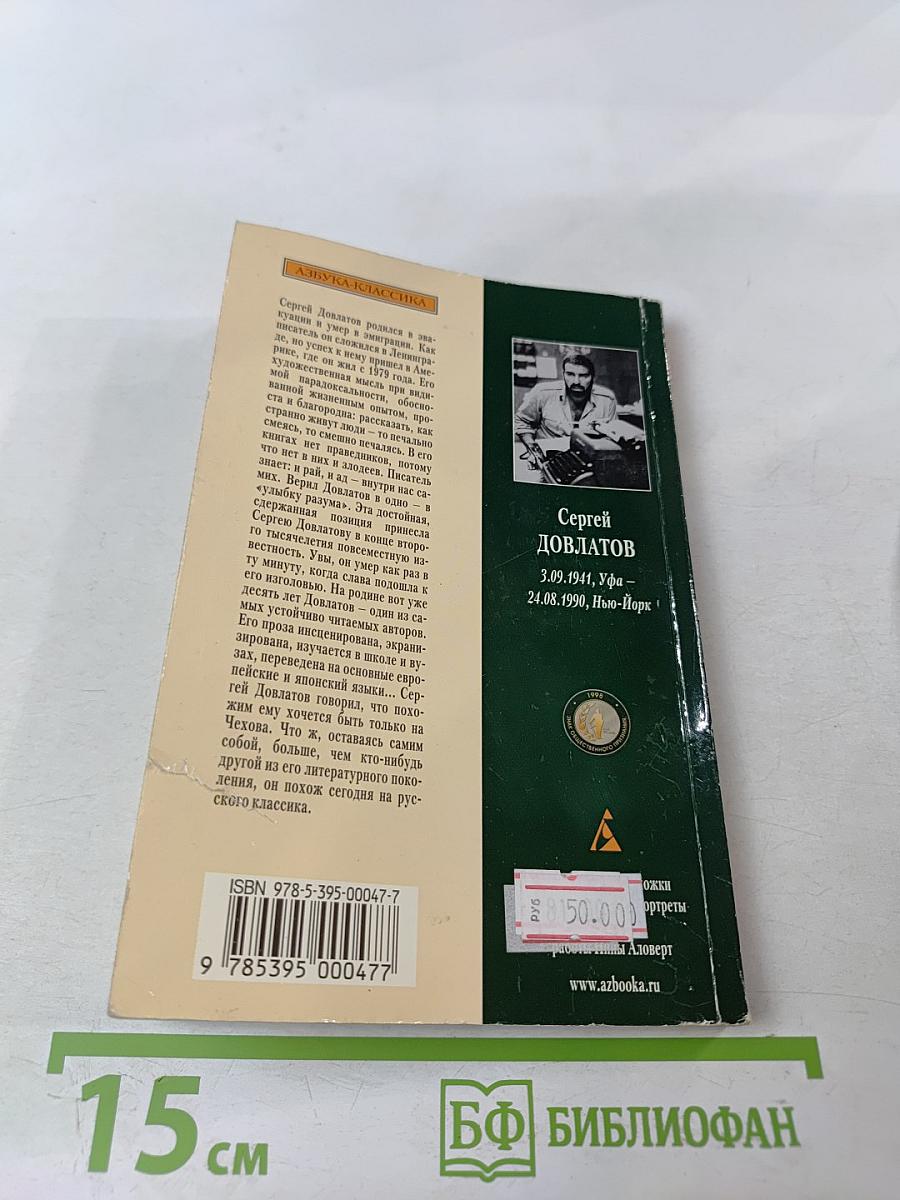 АЗБУКА-КЛАССИКА
Сергей Довлатов родился в эва-
куации и умер в эмиграции. Как
писатель он сложился в Ленингра-
де, но успех к нему пришел в Аме-
рике, где он жил с 1979 года. Его
художественная мысль при види-
мой парадоксальности, обосно-
ванной жизненным опытом, про-
ста и благородна: рассказать, как
странно живут люди – то печально
смеясь, то смешно печалясь. В его
книгах нет праведников, потому
что нет в них и злодеев. Писатель
знает: и рай, и ад – внутри нас са-
мих. Верил Довлатов в одно – в
«улыбку разума». Эта достойная,
сдержанная позиция принесла
Сергею Довлатову в конце второ-
го тысячелетия повсеместную из-
вестность. Увы, он умер как раз в
ту минуту, когда слава подошла к
его изголовью. На родине вот уже
десять лет Довлатов – один из са-
мых устойчиво читаемых авторов.
Его проза инсценирована, экрани-
зирована, изучается в школе и ву-
зах, переведена на основные евро-
пейские и японский языки... Сер-
гей Довлатов говорил, что похо-
жим ему хочется быть только на
Чехова. Что ж, оставаясь самим
собой, больше, чем кто-нибудь
другой из его литературного поко-
ления, он похож сегодня на рус-
ского классика.
ISBN 978-5-395-00047-7
9 785395 000477
Сергей
ДОВЛАТОВ
3.09.1941, Уфа –
24.08.1990, Нью-Йорк
1998
ЗНАК ОБЩЕСТВЕННОГО ПРИЗНАНИЯ
РУБ 150.00
работы Нины Аловерт
www.azbooka.ru
15 см
БФ БИБЛИОФАН